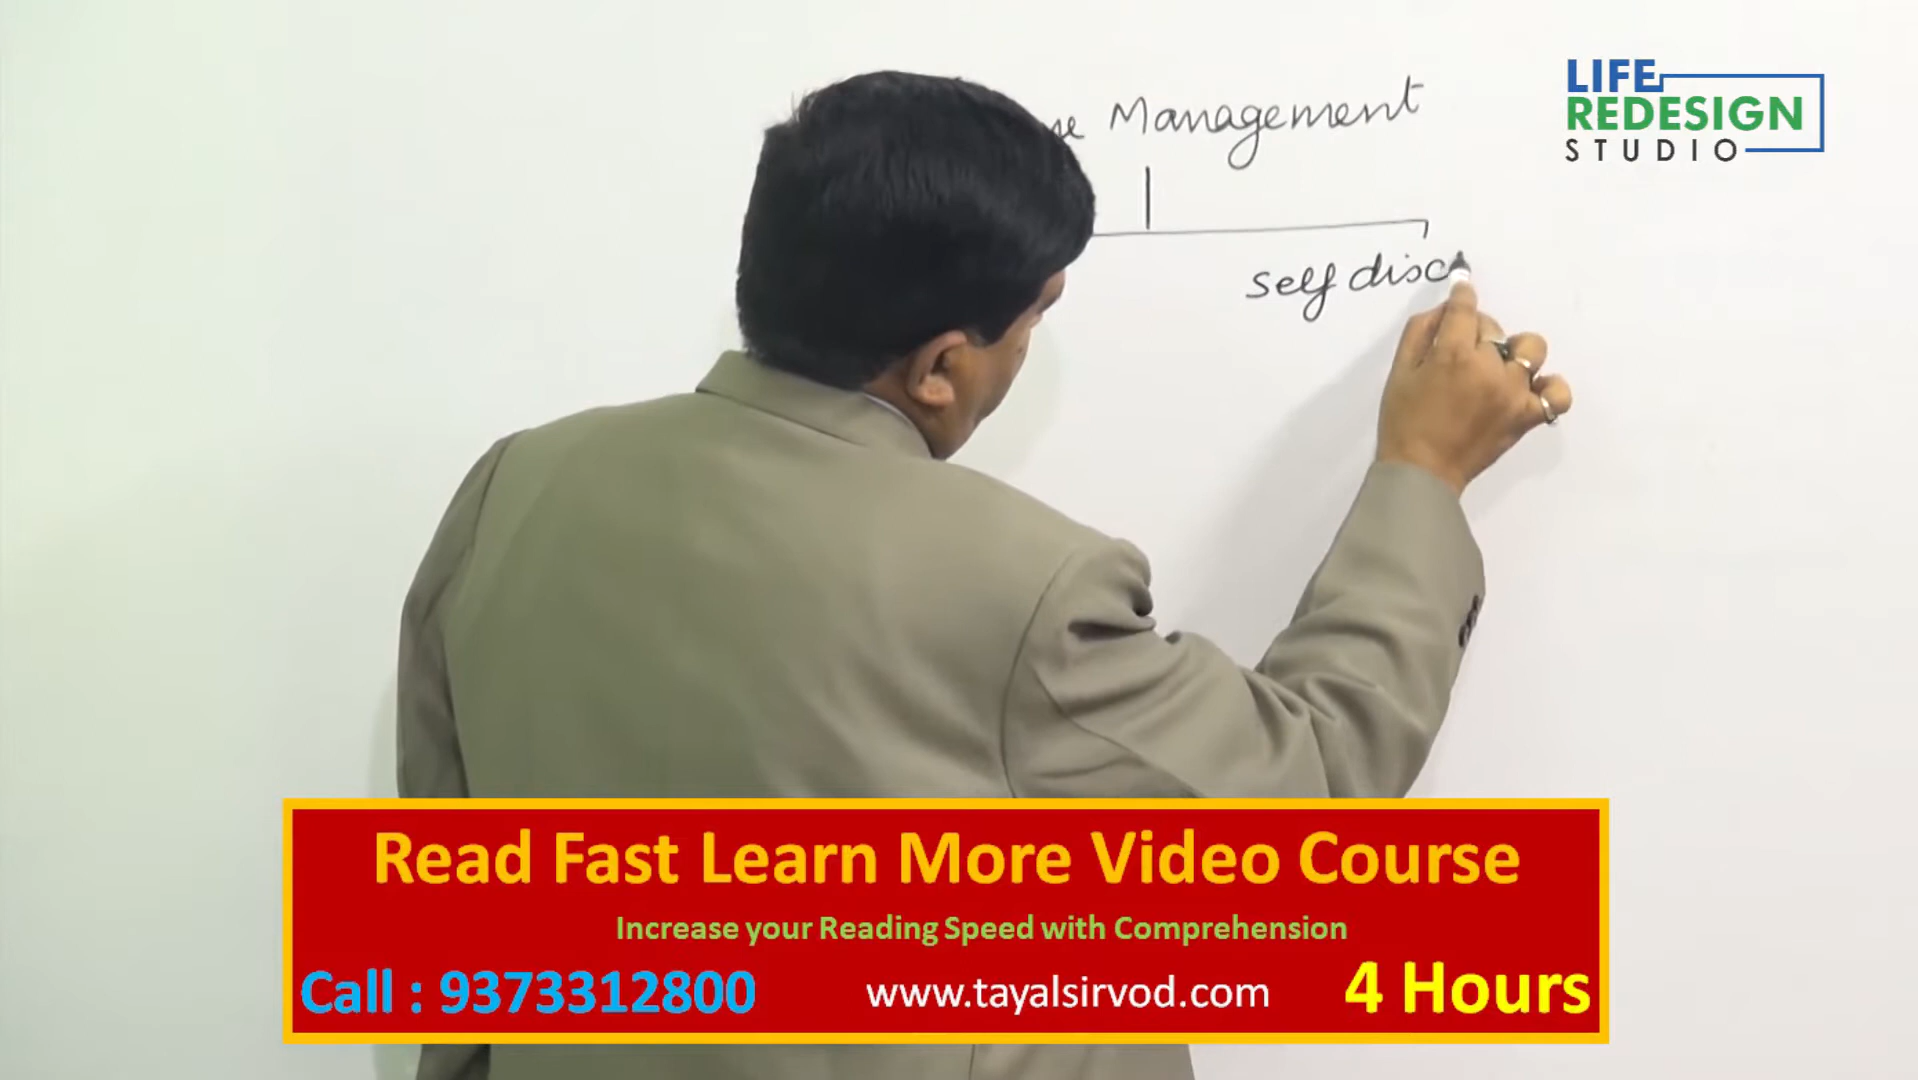 Management
self disc
LIFE
REDESIGN
STUDIO
Read Fast Learn More Video Course
Increase your Reading Speed with Comprehension
Call : 9373312800 www.tayalsirvod.com 4 Hours